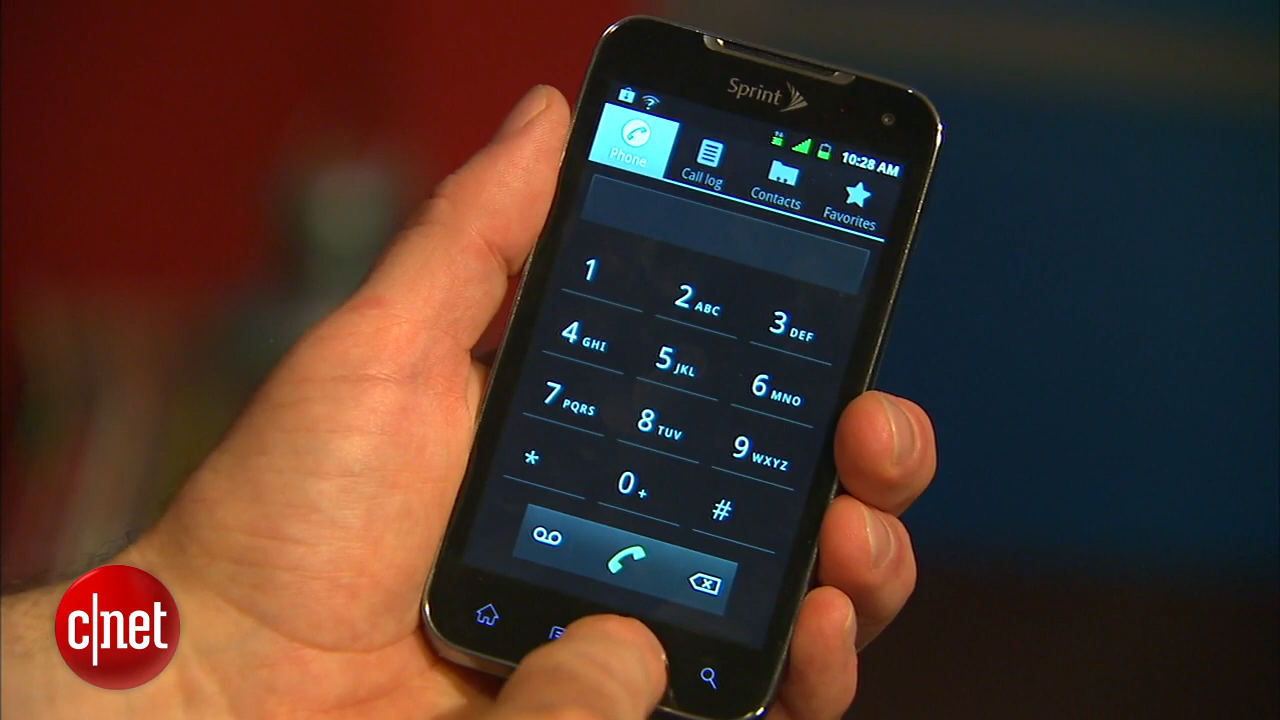 Sprint
10:28 AM
Phone
Call log
Contacts
Favorites
1
2 ABC
3 DEF
4 GHI
5 JKL
6 MNO
7 PQRS
8 TUV
9 WXYZ
*
0 +
#
c|net